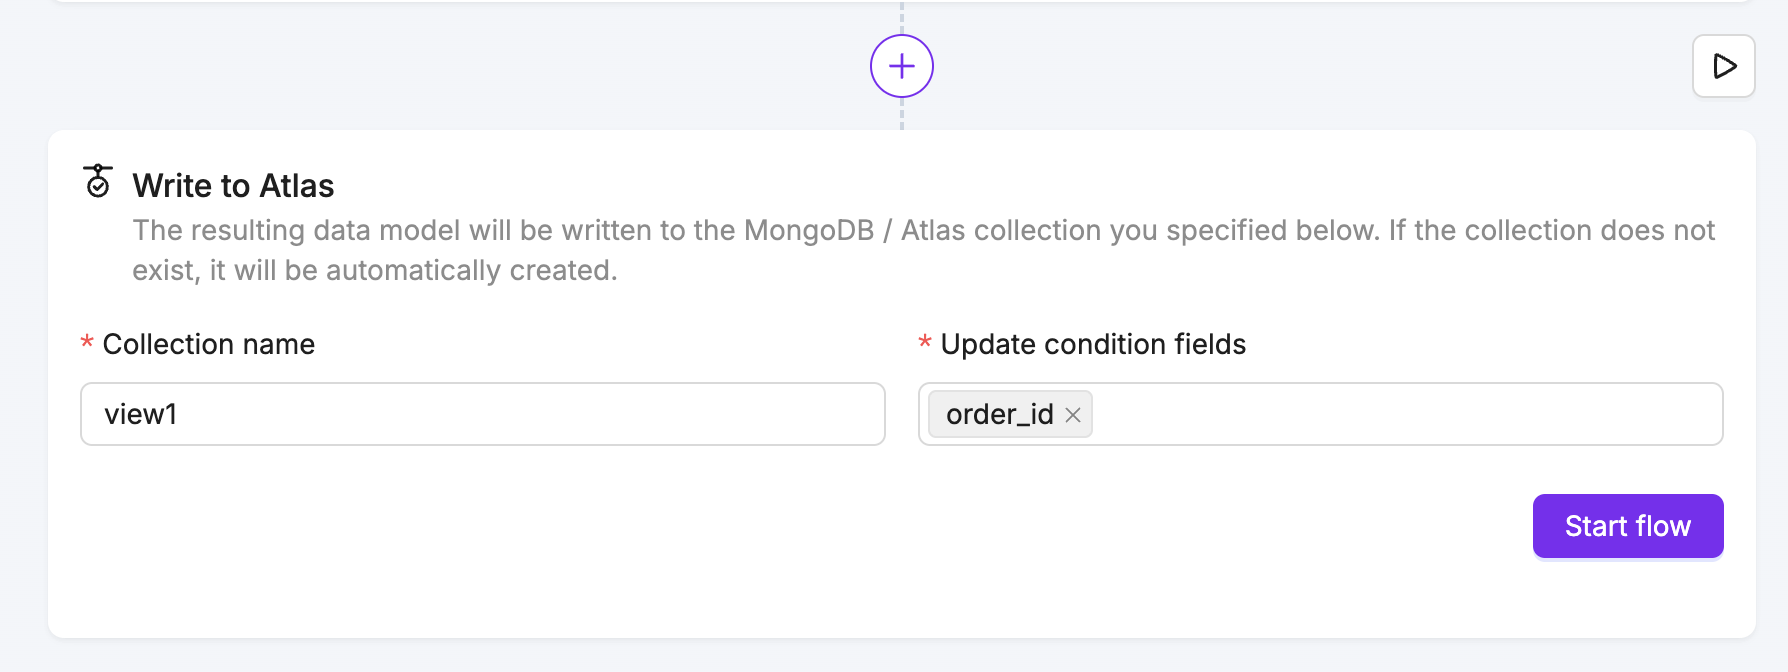 Write to Atlas
The resulting data model will be written to the MongoDB / Atlas collection you specified below. If the collection does not
exist, it will be automatically created.
* Collection name
* Update condition fields
view1
order_id
Start flow